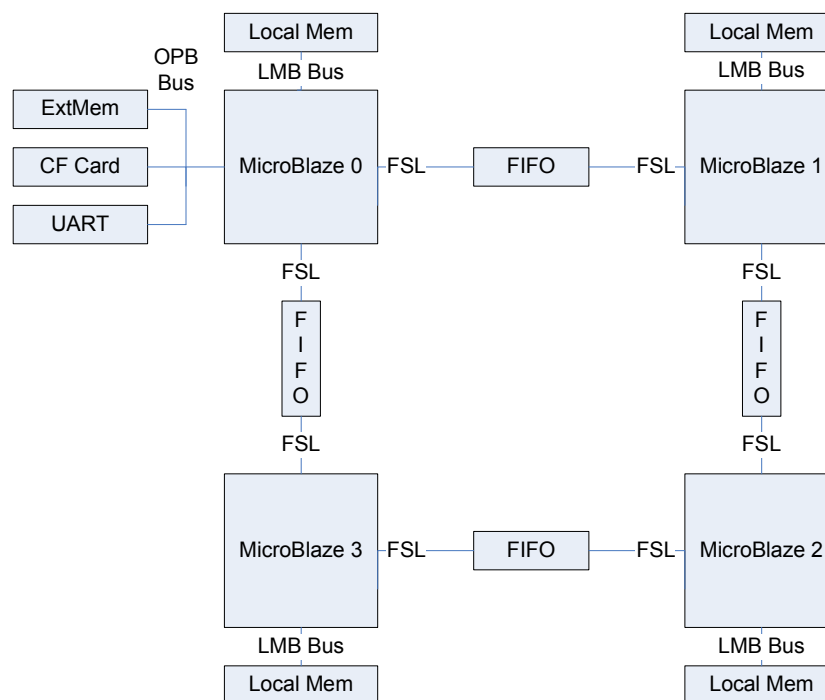 Local Mem
Local Mem
OPB
Bus
LMB Bus
LMB Bus
ExtMem
CF Card
UART
MicroBlaze 0
FSL
FIFO
FSL
MicroBlaze 1
FSL
FSL
F
I
F
O
F
I
F
O
FSL
FSL
MicroBlaze 3
FSL
FIFO
FSL
MicroBlaze 2
LMB Bus
LMB Bus
Local Mem
Local Mem